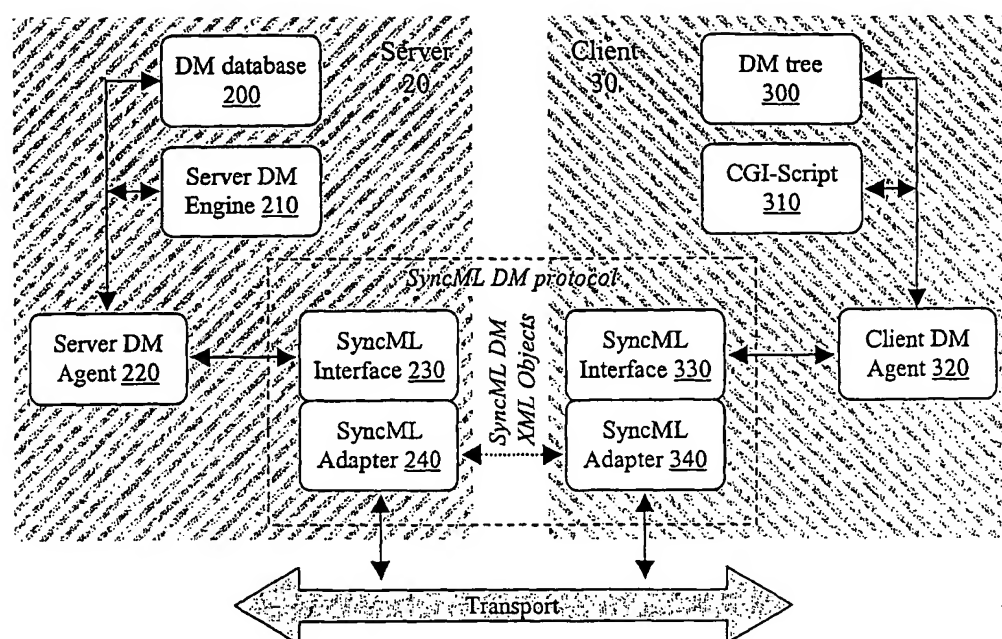 DM database
200
Server
20
Client
30
DM tree
300
Server DM
Engine 210
CGI-Script
310
SyncML DM protocol
Server DM
Agent 220
SyncML
Interface 230
SyncML DM
XML Objects
SyncML
Interface 330
Client DM
Agent 320
SyncML
Adapter 240
SyncML
Adapter 340
Transport